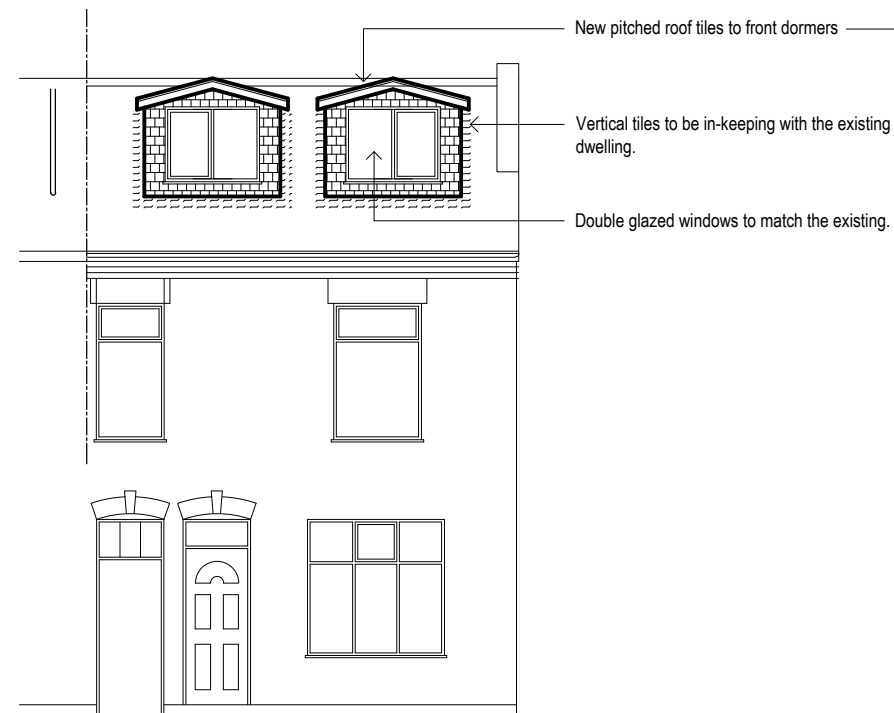 New pitched roof tiles to front dormers
Vertical tiles to be in-keeping with the existing
dwelling.
Double glazed windows to match the existing.